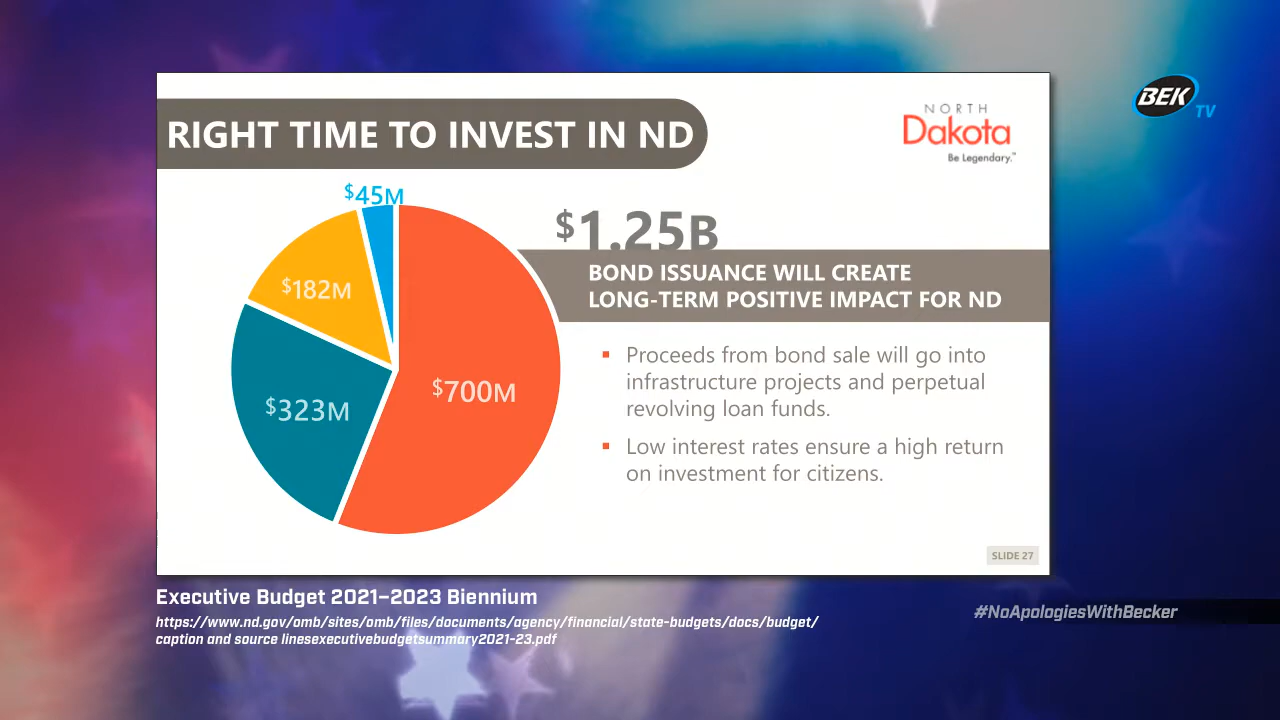 BEK TV
RIGHT TIME TO INVEST IN ND
NORTH
Dakota
Be Legendary.™
$45M
$1.25B
$182M
BOND ISSUANCE WILL CREATE
LONG-TERM POSITIVE IMPACT FOR ND
$700M
$323M
▪ Proceeds from bond sale will go into
infrastructure projects and perpetual
revolving loan funds.
▪ Low interest rates ensure a high return
on investment for citizens.
SLIDE 27
Executive Budget 2021–2023 Biennium
https://www.nd.gov/omb/sites/omb/files/documents/agency/financial/state-budgets/docs/budget/
caption and source linesexecutivebudgetsummary2021-23.pdf
#NoApologiesWithBecker